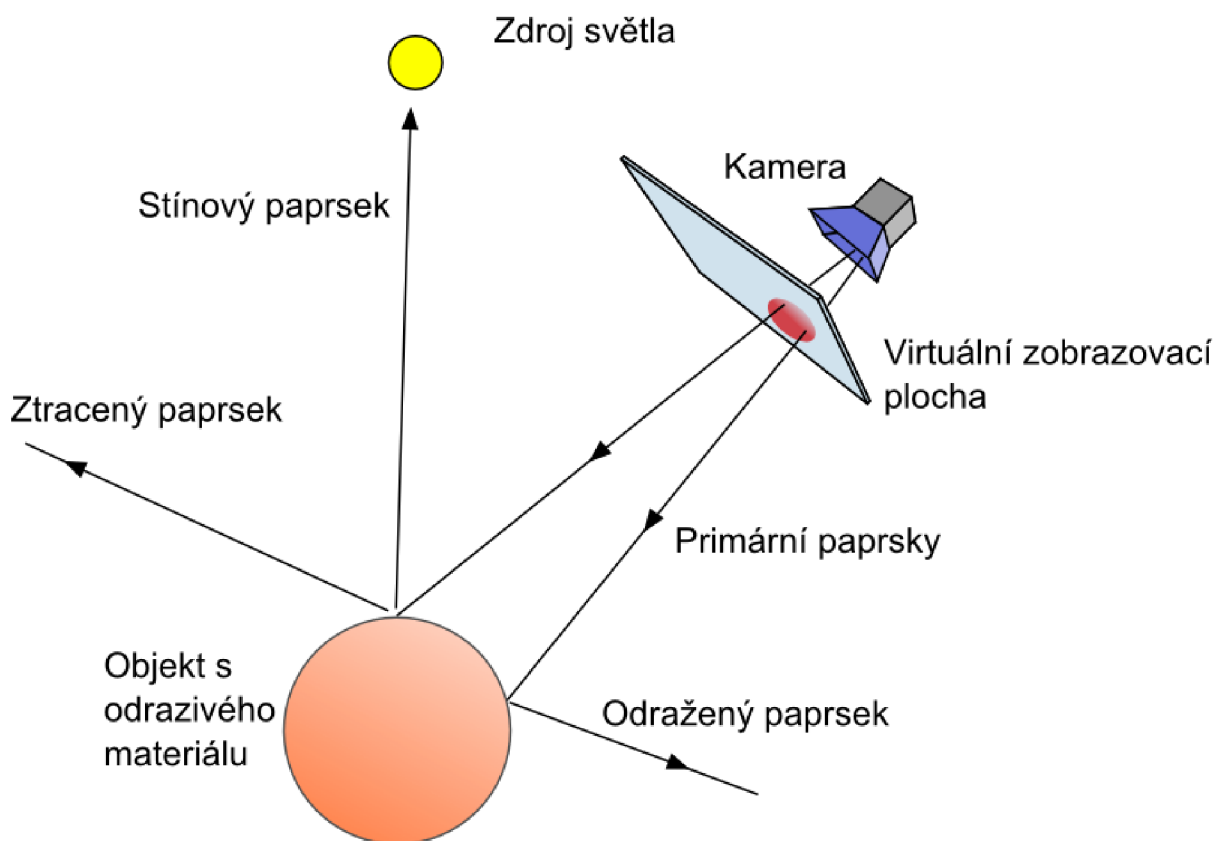 Zdroj světla
Kamera
Stínový paprsek
Virtuální zobrazovací
plocha
Ztracený paprsek
Primární paprsky
Objekt s
odrazivého
materiálu
Odražený paprsek